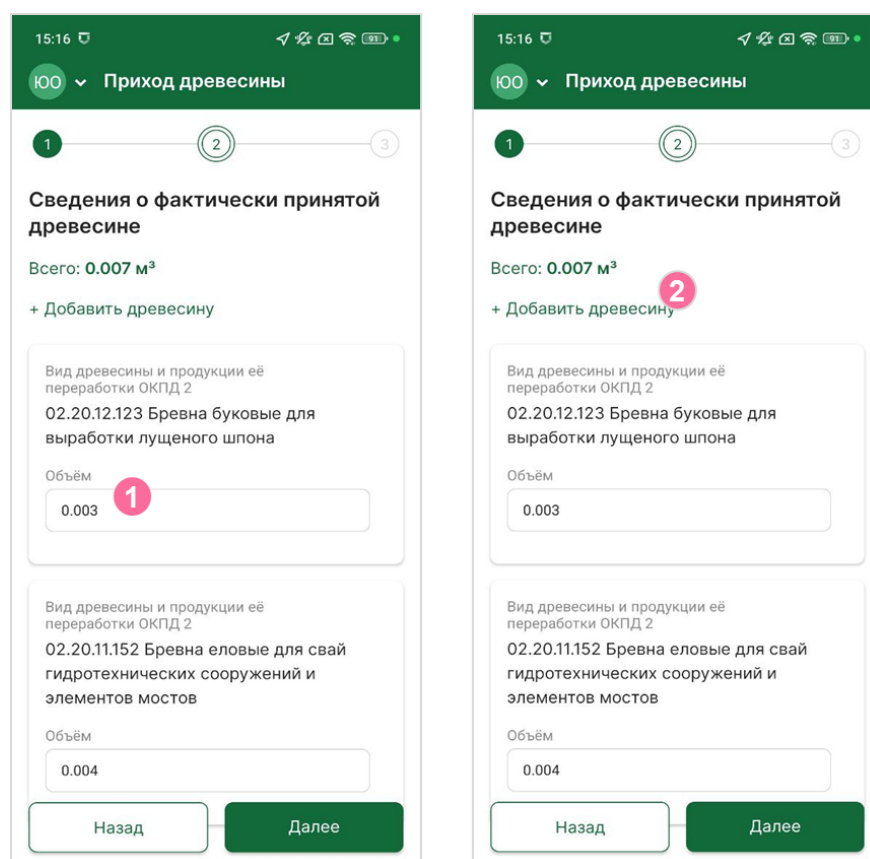 15:16
91
ЮО Приход древесины
1 2 3
Сведения о фактически принятой
древесине
Всего: 0.007 м³
+ Добавить древесину
Вид древесины и продукции её
переработки ОКПД 2
02.20.12.123 Бревна буковые для
выработки лущеного шпона
Объём
1
0.003
Вид древесины и продукции её
переработки ОКПД 2
02.20.11.152 Бревна еловые для свай
гидротехнических сооружений и
элементов мостов
Объём
0.004
Назад Далее
15:16
91
ЮО Приход древесины
1 2 3
Сведения о фактически принятой
древесине
Всего: 0.007 м³
2
+ Добавить древесину
Вид древесины и продукции её
переработки ОКПД 2
02.20.12.123 Бревна буковые для
выработки лущеного шпона
Объём
0.003
Вид древесины и продукции её
переработки ОКПД 2
02.20.11.152 Бревна еловые для свай
гидротехнических сооружений и
элементов мостов
Объём
0.004
Назад Далее